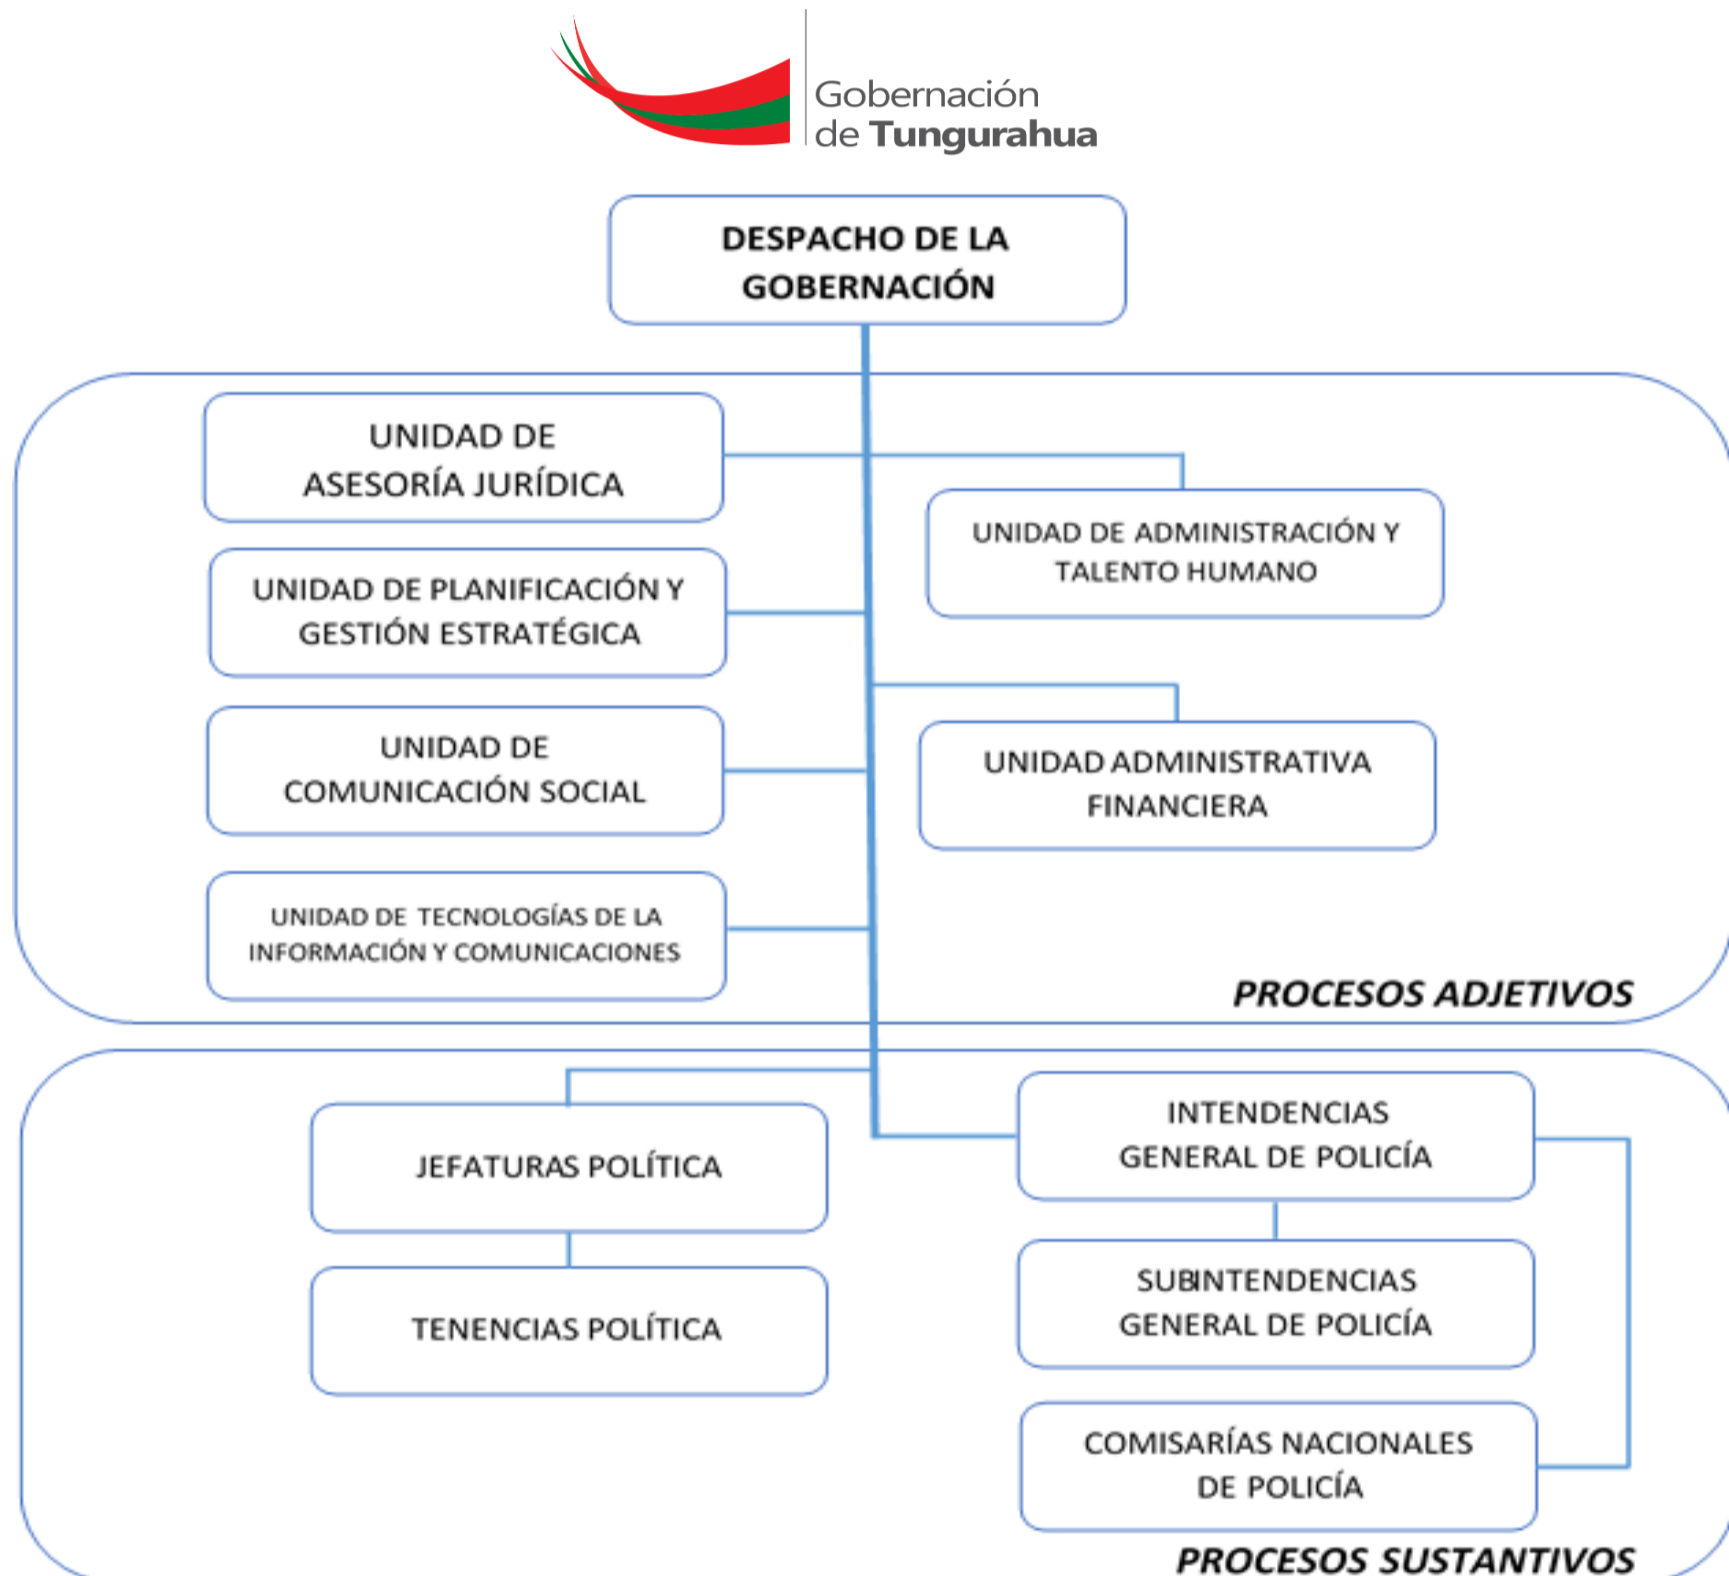 Gobernación
de Tungurahua
DESPACHO DE LA
GOBERNACIÓN
UNIDAD DE
ASESORÍA JURÍDICA
UNIDAD DE ADMINISTRACIÓN Y
TALENTO HUMANO
UNIDAD DE PLANIFICACIÓN Y
GESTIÓN ESTRATÉGICA
UNIDAD DE
COMUNICACIÓN SOCIAL
UNIDAD ADMINISTRATIVA
FINANCIERA
UNIDAD DE TECNOLOGÍAS DE LA
INFORMACIÓN Y COMUNICACIONES
PROCESOS ADJETIVOS
JEFATURAS POLÍTICA
TENENCIAS POLÍTICA
INTENDENCIAS
GENERAL DE POLICÍA
SUBINTENDENCIAS
GENERAL DE POLICÍA
COMISARÍAS NACIONALES
DE POLICÍA
PROCESOS SUSTANTIVOS